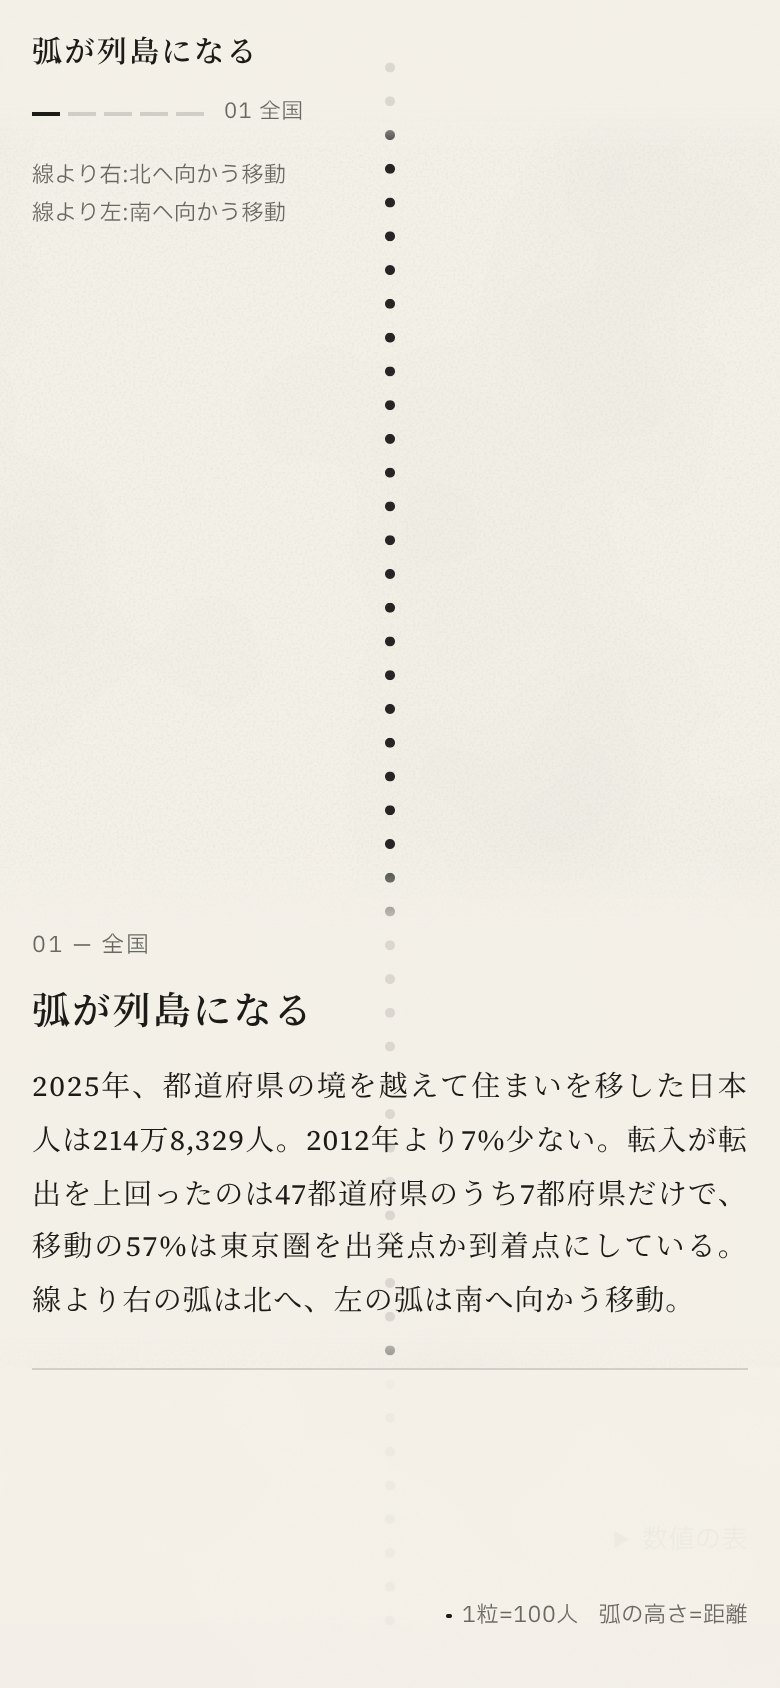 弧が列島になる
01 全国
線より右:北へ向かう移動
線より左:南へ向かう移動
01 — 全国
弧が列島になる
2025年、都道府県の境を越えて住まいを移した日本
人は214万8,329人。2012年より7%少ない。転入が転
出を上回ったのは47都道府県のうち7都府県だけで、
移動の57%は東京圏を出発点か到着点にしている。
線より右の弧は北へ、左の弧は南へ向かう移動。
▶ 数値の表
1粒=100人 弧の高さ=距離